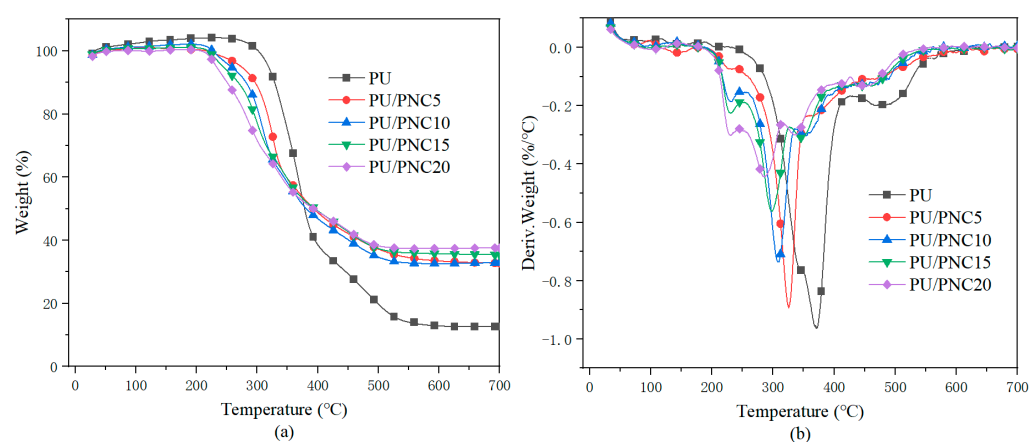 Weight (%)
100
80
60
40
20
0
0 100 200 300 400 500 600 700
Temperature (℃)
(a)
PU
PU/PNC5
PU/PNC10
PU/PNC15
PU/PNC20
Deriv.Weight (%/℃)
0.0
-0.2
-0.4
-0.6
-0.8
-1.0
0 100 200 300 400 500 600 700
Temperature (℃)
(b)
PU
PU/PNC5
PU/PNC10
PU/PNC15
PU/PNC20